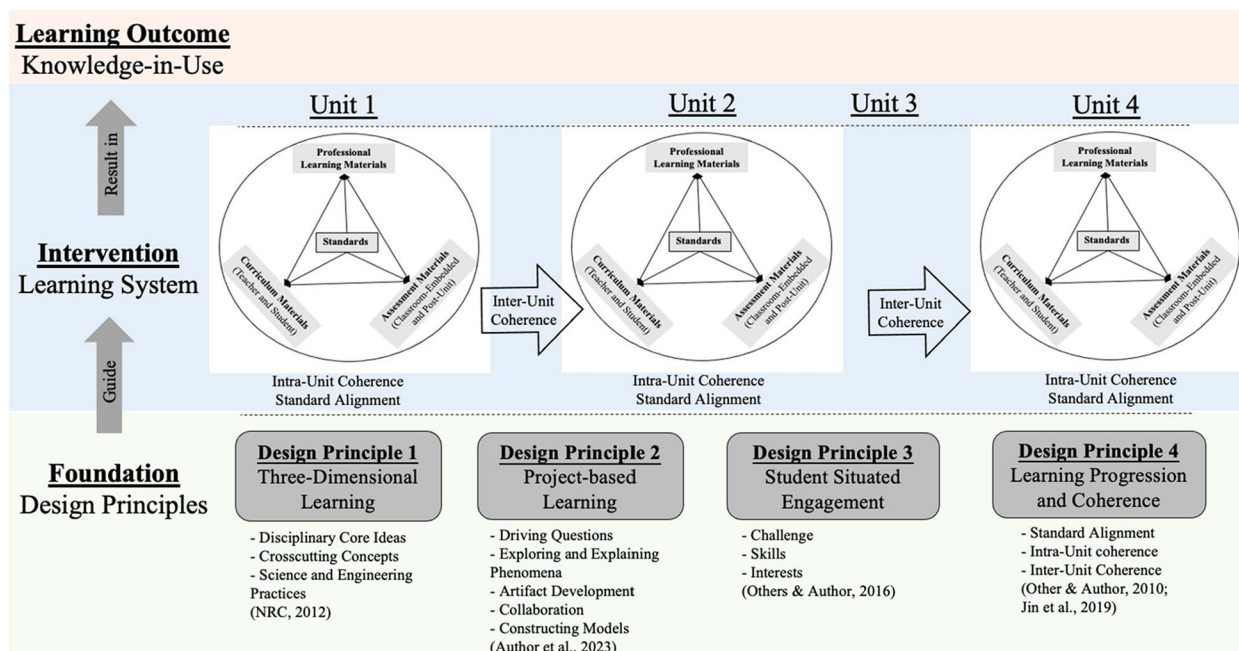 Learning Outcome
Knowledge-in-Use
Result in
Intervention
Learning System
Guide
Unit 1
Unit 2
Unit 3
Unit 4
Professional
Learning Materials
Standards
Curriculum Materials
(Teacher and Student)
Assessment Materials
(Classroom-Embedded
and Post-Unit)
Intra-Unit Coherence
Standard Alignment
Inter-Unit
Coherence
Professional
Learning Materials
Standards
Curriculum Materials
(Teacher and Student)
Assessment Materials
(Classroom-Embedded
and Post-Unit)
Intra-Unit Coherence
Standard Alignment
Inter-Unit
Coherence
Professional
Learning Materials
Standards
Curriculum Materials
(Teacher and Student)
Assessment Materials
(Classroom-Embedded
and Post-Unit)
Intra-Unit Coherence
Standard Alignment
Foundation
Design Principles
Design Principle 1
Three-Dimensional
Learning
- Disciplinary Core Ideas
- Crosscutting Concepts
- Science and Engineering
Practices
(NRC, 2012)
Design Principle 2
Project-based
Learning
- Driving Questions
- Exploring and Explaining
Phenomena
- Artifact Development
- Collaboration
- Constructing Models
(Author et al., 2023)
Design Principle 3
Student Situated
Engagement
- Challenge
- Skills
- Interests
(Others & Author, 2016)
Design Principle 4
Learning Progression
and Coherence
- Standard Alignment
- Intra-Unit coherence
- Inter-Unit Coherence
(Other & Author, 2010;
Jin et al., 2019)